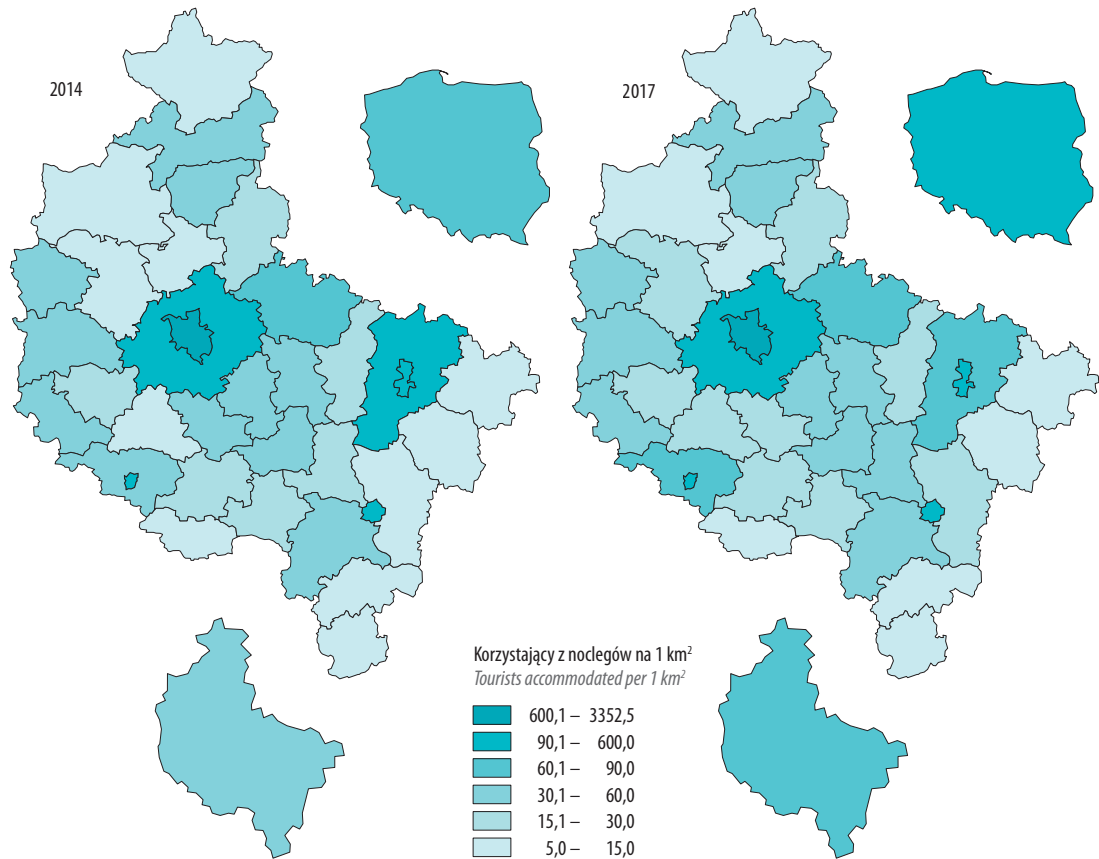 2014
2017
Korzystający z noclegów na 1 km²
Tourists accommodated per 1 km²
600,1 – 3352,5
90,1 – 600,0
60,1 – 90,0
30,1 – 60,0
15,1 – 30,0
5,0 – 15,0